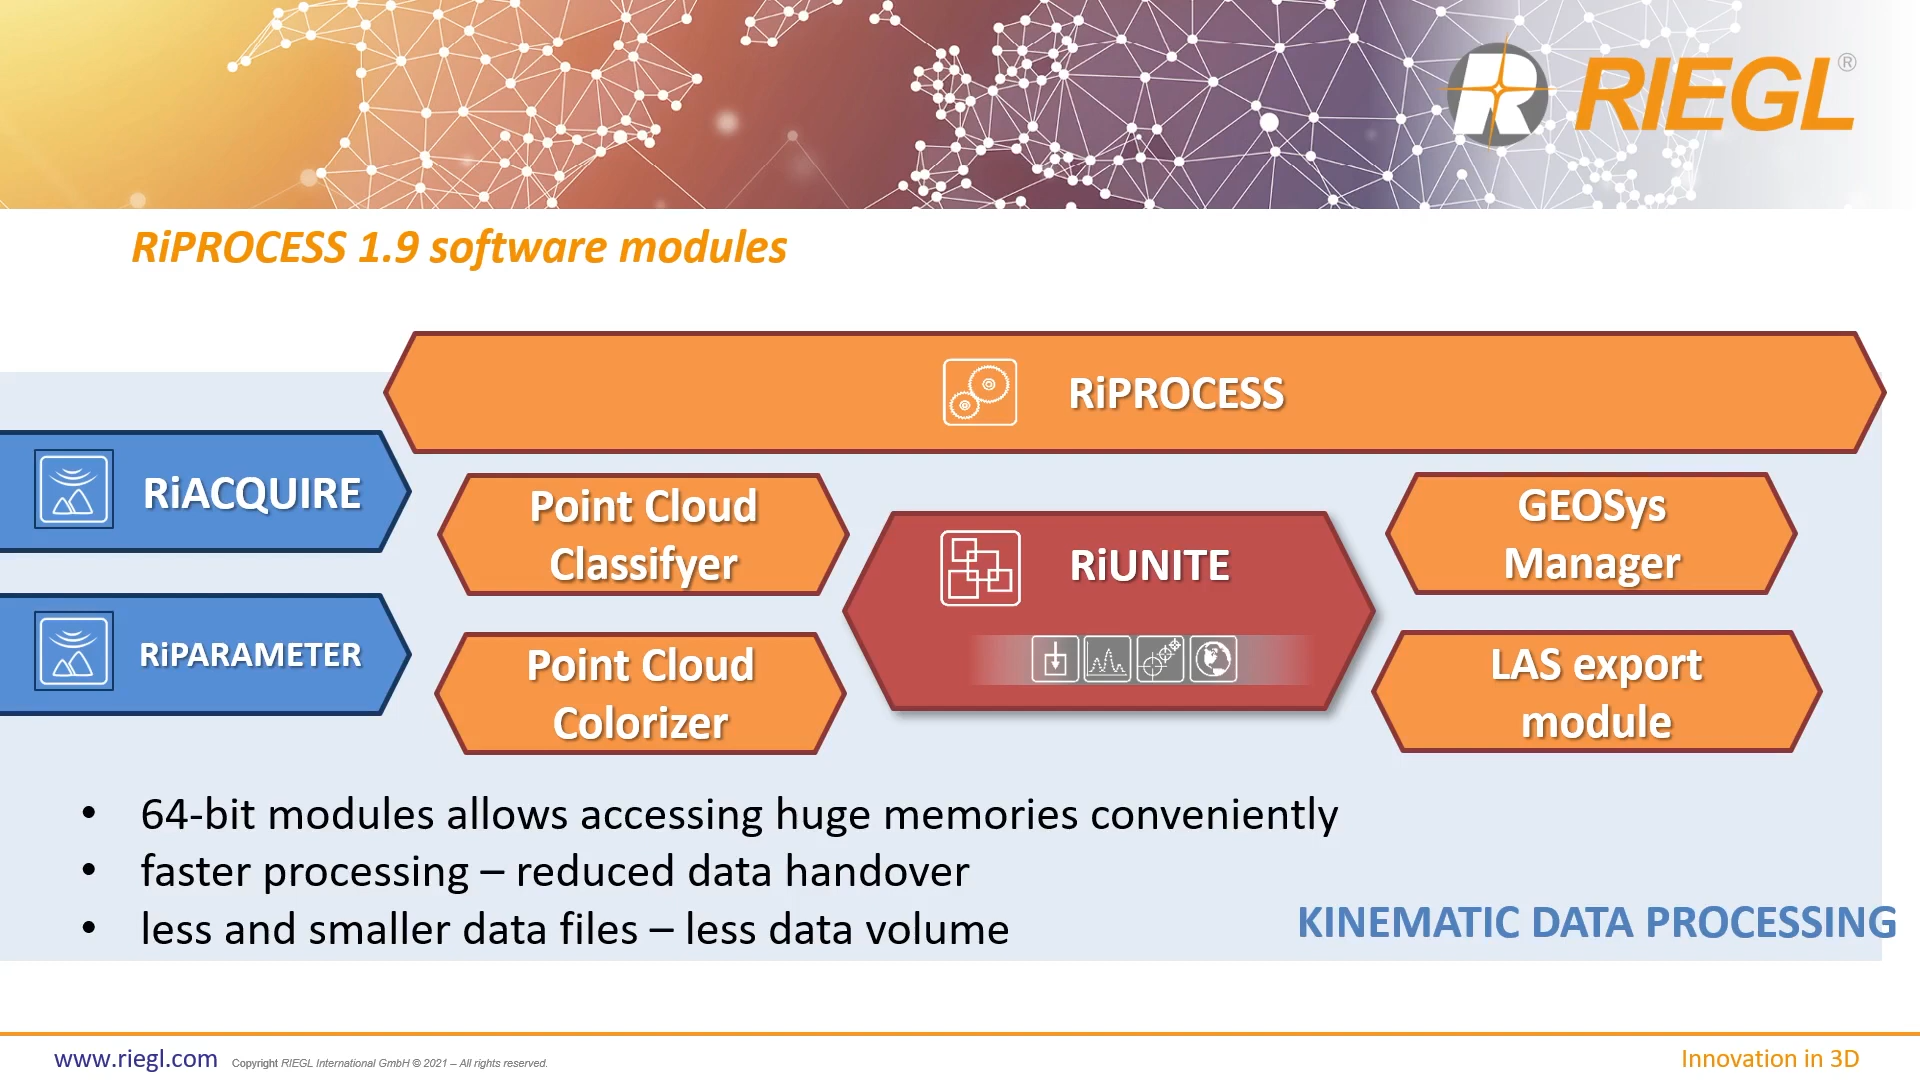 RIEGL®
RiPROCESS 1.9 software modules
RiPROCESS
RiACQUIRE
RiPARAMETER
Point Cloud
Classifyer
Point Cloud
Colorizer
RiUNITE
GEOSys
Manager
LAS export
module
• 64-bit modules allows accessing huge memories conveniently
• faster processing – reduced data handover
• less and smaller data files – less data volume
KINEMATIC DATA PROCESSING
www.riegl.com
Copyright RIEGL International GmbH © 2021 – All rights reserved.
Innovation in 3D